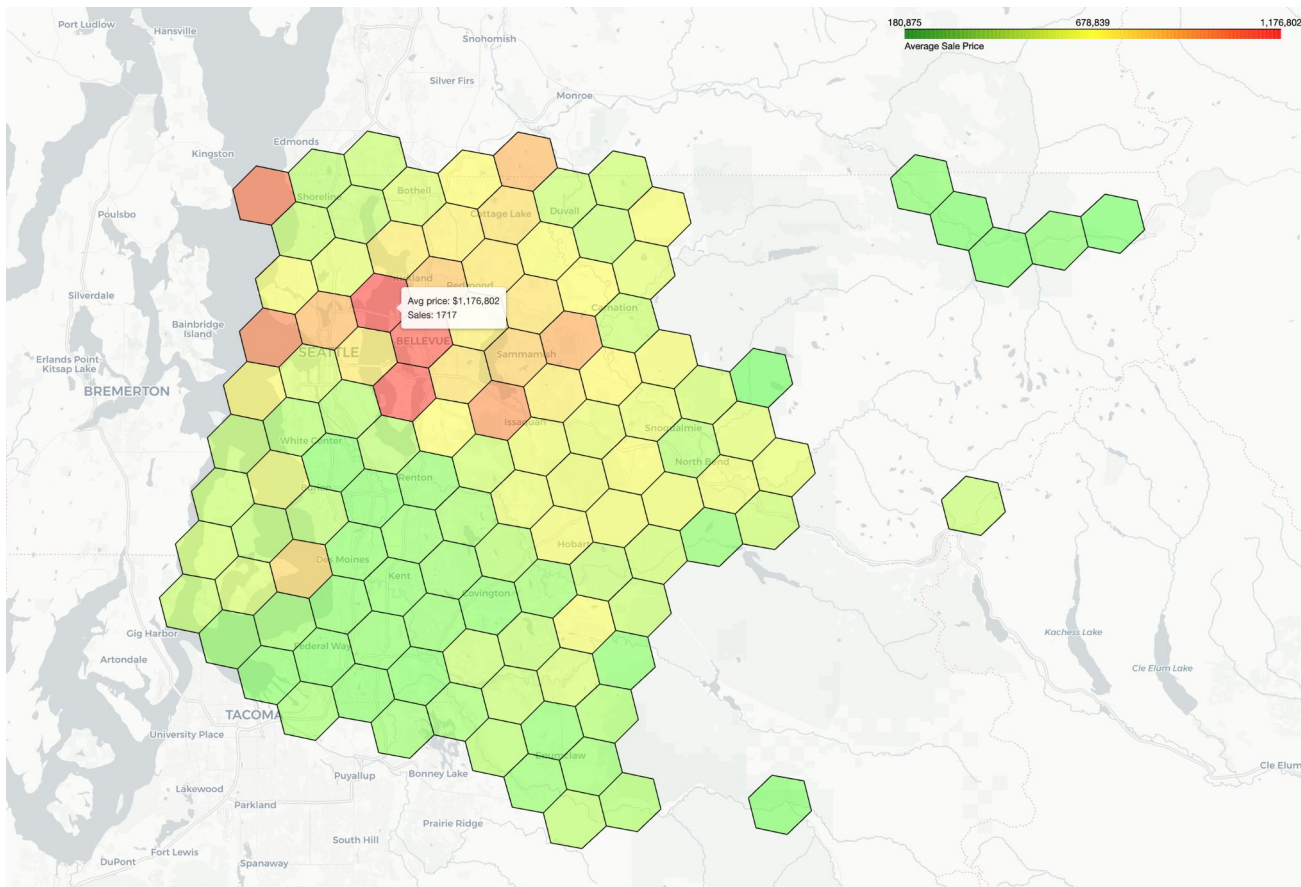 Port Ludlow
Hansville
180,875
678,839
1,176,802
Average Sale Price
Snohomish
Silver Firs
Monroe
Edmonds
Kingston
Shoreline
Bothell
Cottage Lake
Duvall
Poulsbo
Silverdale
Kirkland
Redmond
Avg price: $1,176,802
Sales: 1717
Carnation
Bainbridge
Island
BELLEVUE
SEATTLE
Sammamish
Erlands Point
Kitsap Lake
BREMERTON
Issaquah
Snoqualmie
White Center
North Bend
Renton
Burien
Hobart
Des Moines
Kent
Covington
Gig Harbor
Kachess Lake
Federal Way
Artondale
Cle Elum Lake
TACOMA
University Place
Enumclaw
Cle Elum
Puyallup
Bonney Lake
Lakewood
Parkland
Prairie Ridge
South Hill
Fort Lewis
DuPont
Spanaway